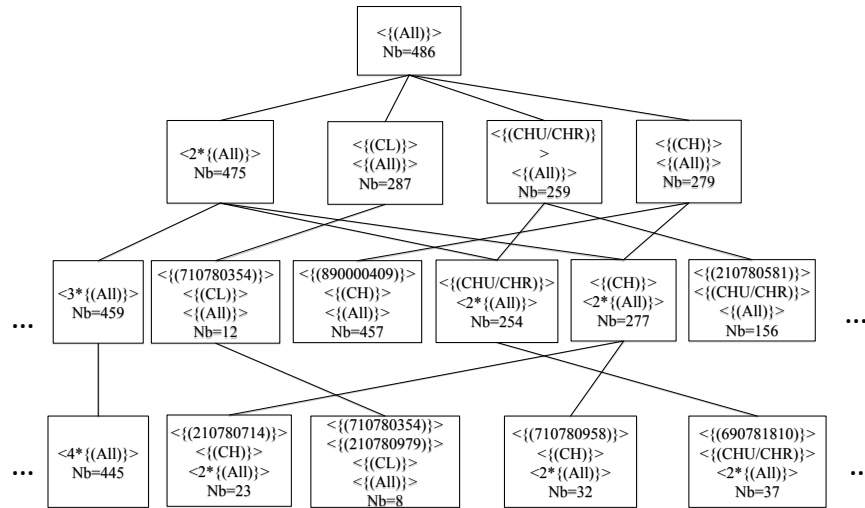 <{(All)}>
Nb=486
<2*{(All)}>
Nb=475
<{(CL)}>
<{(All)}>
Nb=287
<{(CHU/CHR)}
>
<{(All)}>
Nb=259
<{(CH)}>
<{(All)}>
Nb=279
...
<3*{(All)}>
Nb=459
<{(710780354)}>
<{(CL)}>
<{(All)}>
Nb=12
<{(890000409)}>
<{(CH)}>
<{(All)}>
Nb=457
<{(CHU/CHR)}>
<2*{(All)}>
Nb=254
<{(CH)}>
<2*{(All)}>
Nb=277
<{(210780581)}>
<{(CHU/CHR)}>
<{(All)}>
Nb=156
...
...
<4*{(All)}>
Nb=445
<{(210780714)}>
<{(CH)}>
<2*{(All)}>
Nb=23
<{(710780354)}>
<{(210780979)}>
<{(CL)}>
<{(All)}>
Nb=8
<{(710780958)}>
<{(CH)}>
<2*{(All)}>
Nb=32
<{(690781810)}>
<{(CHU/CHR)}>
<2*{(All)}>
Nb=37
..